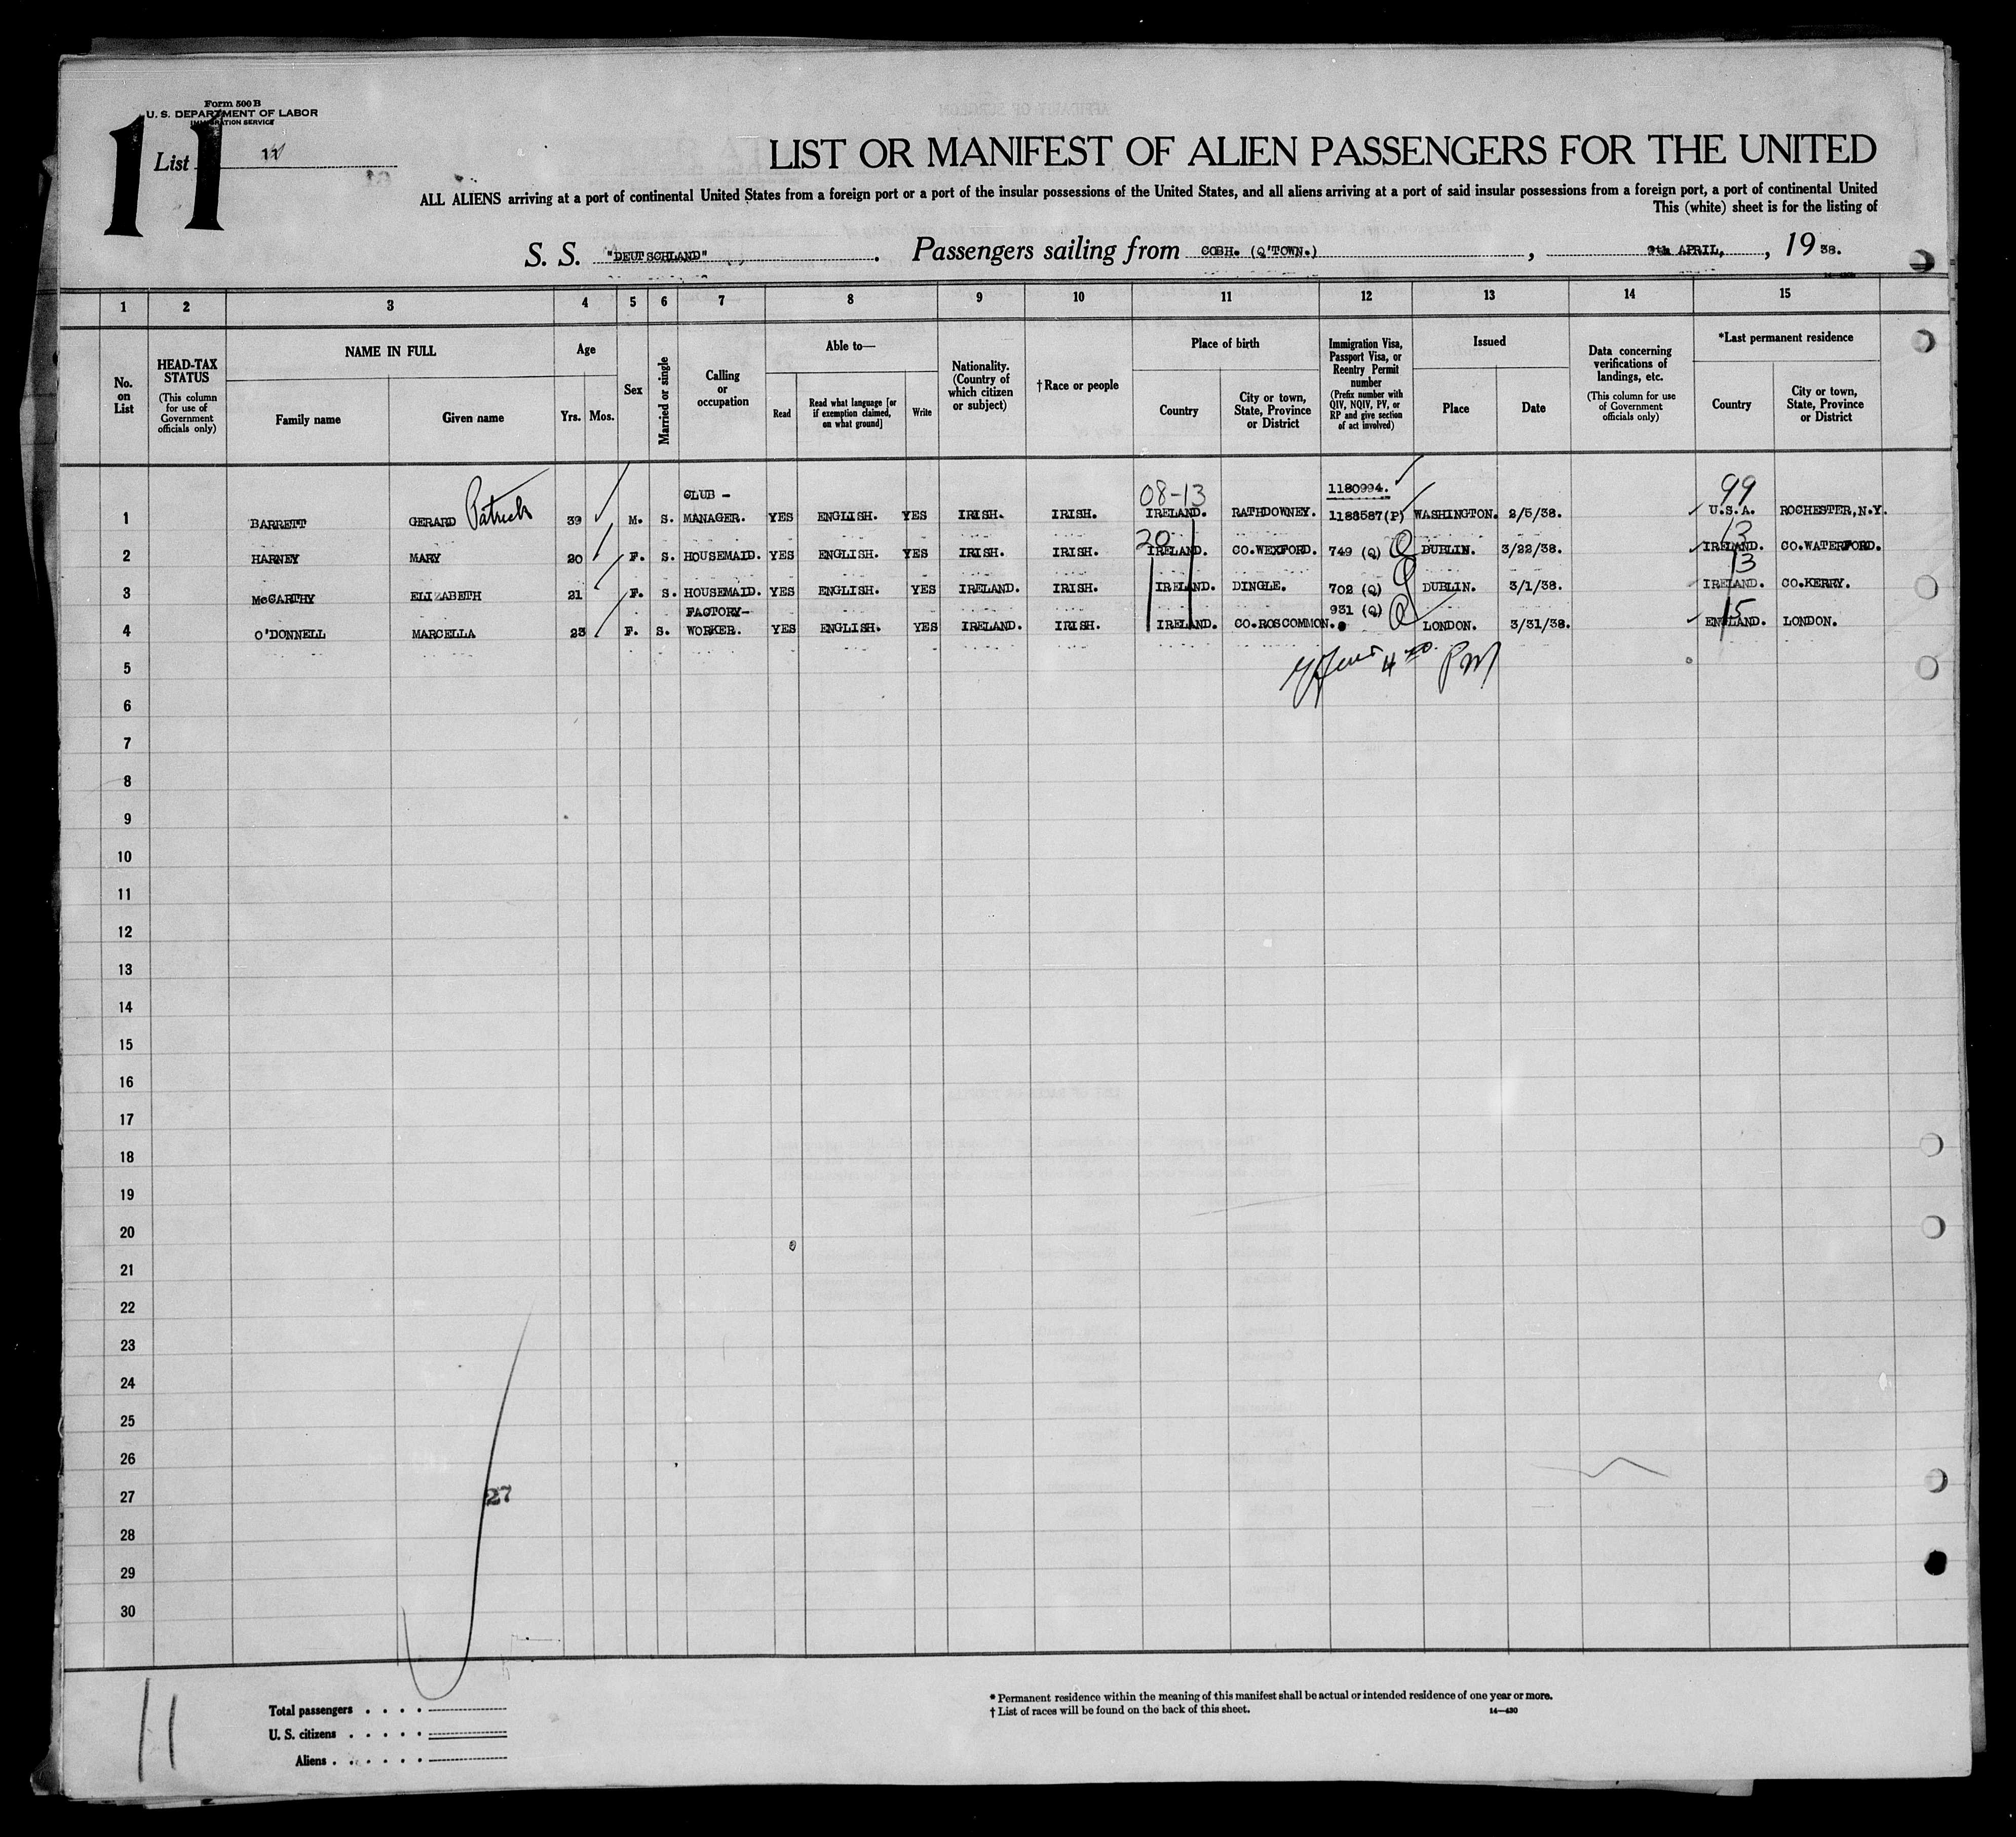 Form 500 B
U. S. DEPARTMENT OF LABOR
IMMIGRATION SERVICE
11
List 11
LIST OR MANIFEST OF ALIEN PASSENGERS FOR THE UNITED
ALL ALIENS arriving at a port of continental United States from a foreign port or a port of the insular possessions of the United States, and all aliens arriving at a port of said insular possessions from a foreign port, a port of continental United
This (white) sheet is for the listing of
S. S. "DEUTSCHLAND". Passengers sailing from COBH. (Q'TOWN.), 9th APRIL, , 19 38.
1 2 3 4 5 6 7 8 9 10 11 12 13 14 15
No. on List
HEAD-TAX STATUS (This column for use of Government officials only)
NAME IN FULL
Family name
Given name
Age
Yrs. Mos.
Sex
Married or single
Calling or occupation
Able to—
Read
Read what language [or if exemption claimed, on what ground]
Write
Nationality. (Country of which citizen or subject)
† Race or people
Place of birth
Country
City or town, State, Province or District
Immigration Visa, Passport Visa, or Reentry Permit number (Prefix number with QIV, NQIV, PV, or RP and give section of act involved)
Issued
Place
Date
Data concerning verifications of landings, etc. (This column for use of Government officials only)
*Last permanent residence
Country
City or town, State, Province or District
CLUB - 08-13 1180994. 99
1 BARRETT GERARD Patrick 39 M. S. MANAGER. YES ENGLISH. YES IRISH. IRISH. IRELAND. RATHDOWNEY. 1186587(P) WASHINGTON. 2/5/38. U.S.A. ROCHESTER,N.Y.
20 13
2 HARNEY MARY 20 F. S. HOUSEMAID. YES ENGLISH. YES IRISH. IRISH. IRELAND. CO.WEXFORD. 749 (Q) Q DUBLIN. 3/22/38. IRELAND. CO.WATERFORD.
13
3 McCARTHY ELIZABETH 21 F. S. HOUSEMAID. YES ENGLISH. YES IRELAND. IRISH. IRELAND. DINGLE. 702 (Q) Q DUBLIN. 3/1/38. IRELAND. CO.KERRY.
FACTORY- 931 (Q) Q 15
4 O'DONNELL MARCELLA 23 F. S. WORKER. YES ENGLISH. YES IRELAND. IRISH. IRELAND. CO.ROSCOMMON. LONDON. 3/31/38. ENGLAND. LONDON.
5
6
7
8
9
10
11
12
13
14
15
16
17
18
19
20
21
22
23
24
25
26
27
27
28
29
30
11
Total passengers . . . .
U. S. citizens . . . . .
Aliens . . . . . .
* Permanent residence within the meaning of this manifest shall be actual or intended residence of one year or more.
† List of races will be found on the back of this sheet.
14—430